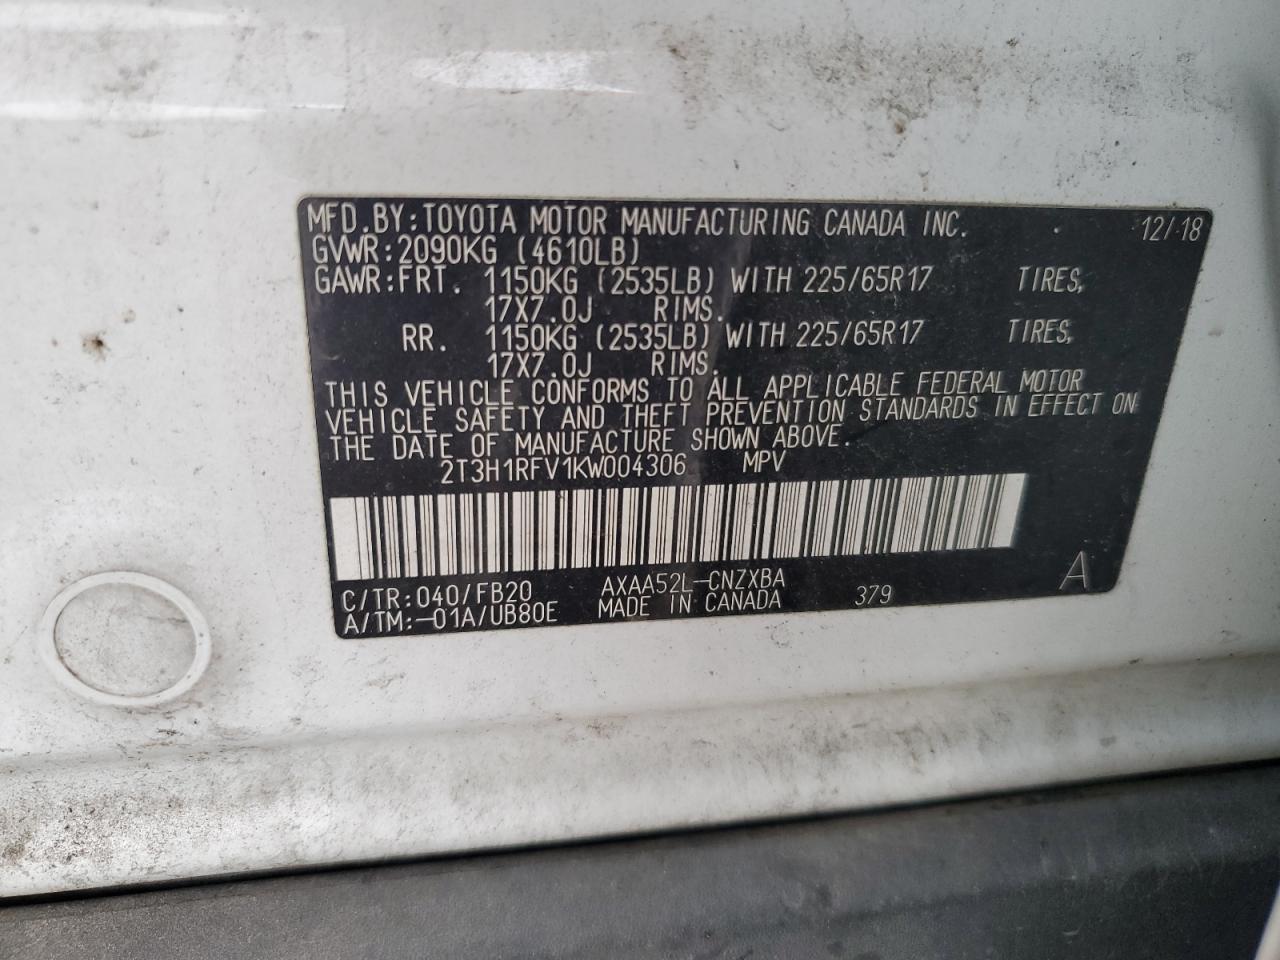 MFD.BY:TOYOTA MOTOR MANUFACTURING CANADA INC. 12/18
GVWR:2090KG (4610LB)
GAWR:FRT. 1150KG (2535LB) WITH 225/65R17 TIRES,
17X7.0J RIMS.
RR. 1150KG (2535LB) WITH 225/65R17 TIRES,
17X7.0J RIMS.
THIS VEHICLE CONFORMS TO ALL APPLICABLE FEDERAL MOTOR
VEHICLE SAFETY AND THEFT PREVENTION STANDARDS IN EFFECT ON
THE DATE OF MANUFACTURE SHOWN ABOVE.
2T3H1RFV1KW004306 MPV
C/TR:040/FB20 AXAA52L-CNZXBA A
A/TM:-01A/UB80E MADE IN CANADA 379